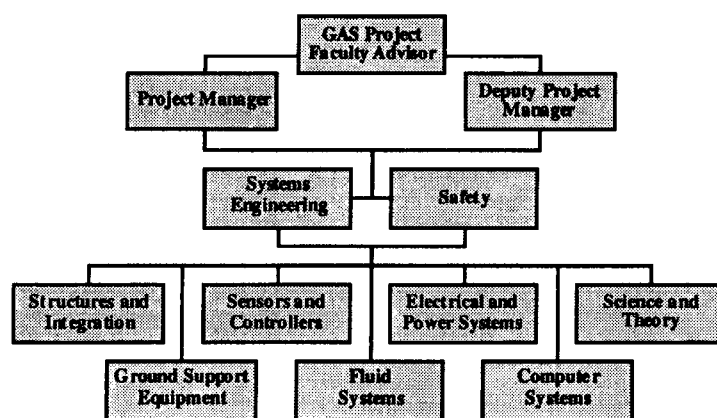 GAS Project
Faculty Advisor
Project Manager
Deputy Project
Manager
Systems
Engineering
Safety
Structures and
Integration
Sensors and
Controllers
Electrical and
Power Systems
Science and
Theory
Ground Support
Equipment
Fluid
Systems
Computer
Systems